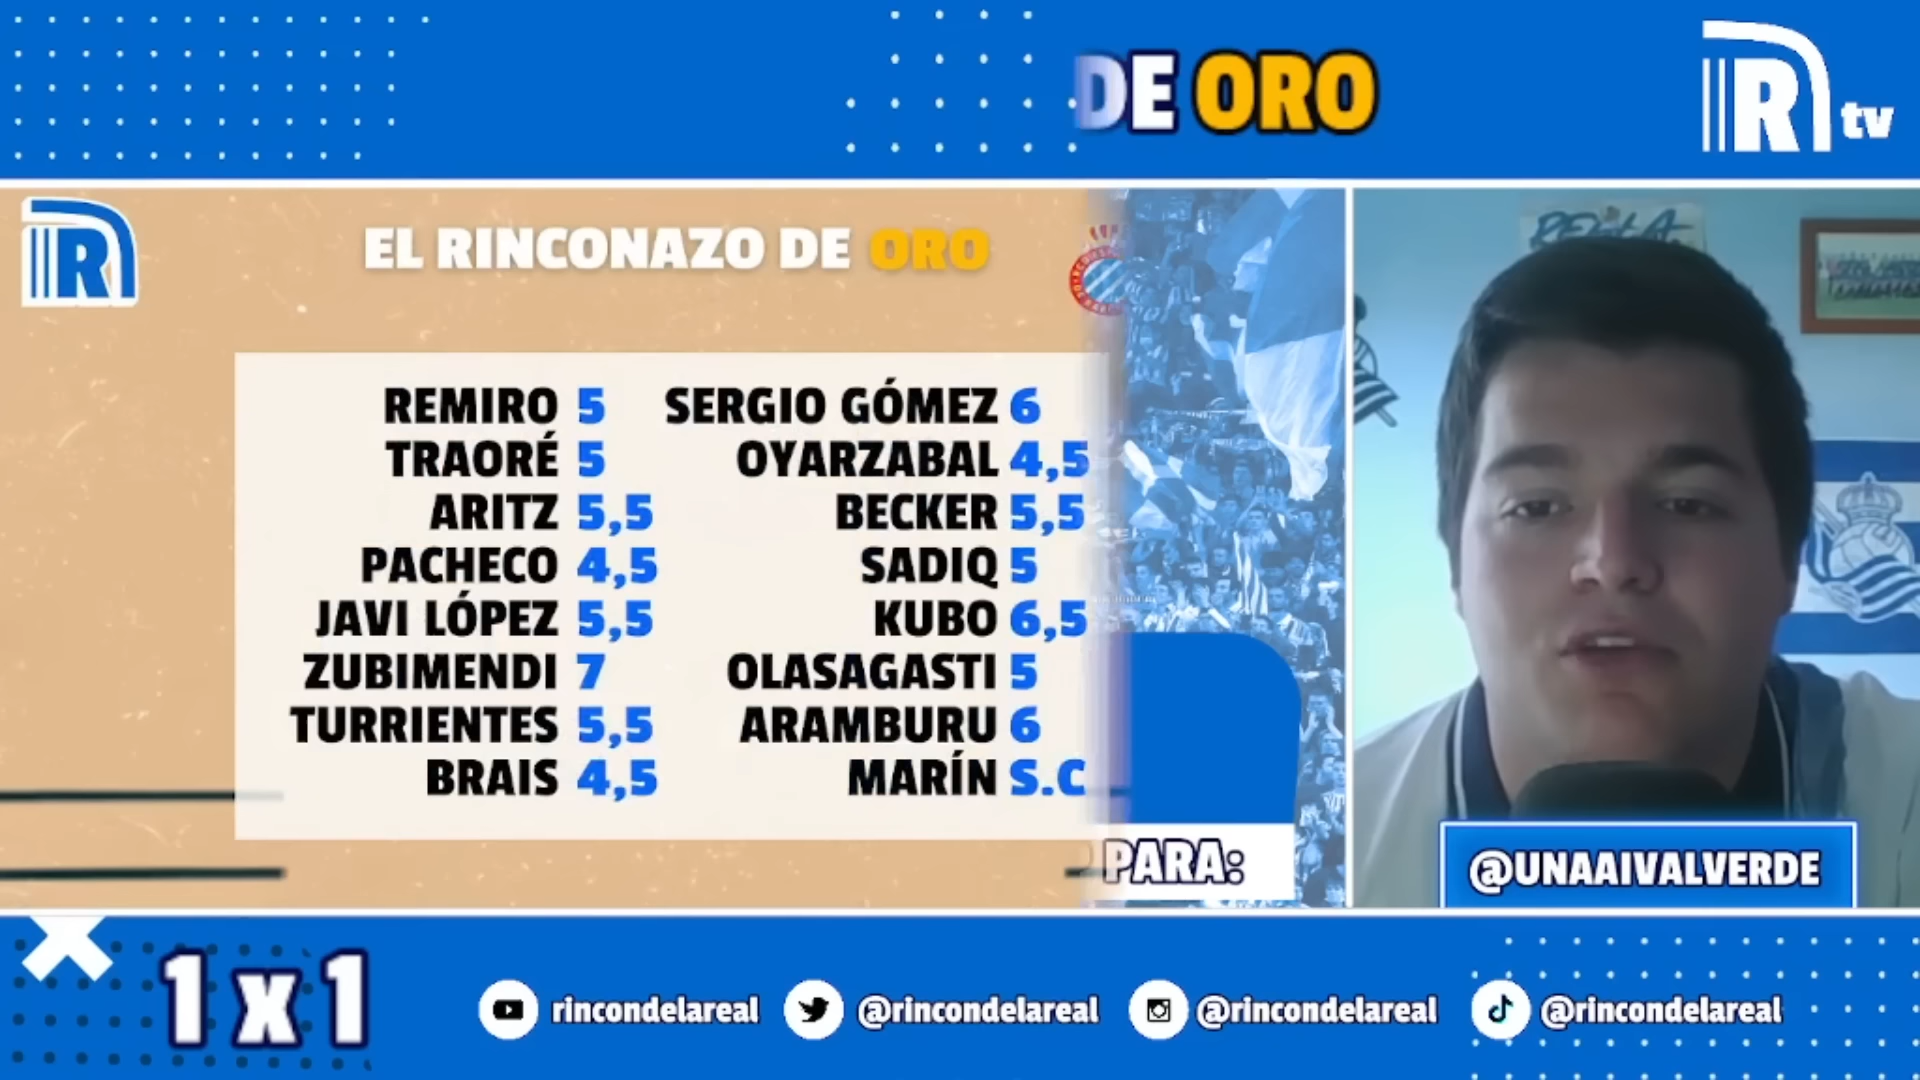 DE ORO
R tv
R
EL RINCONAZO DE ORO
REMIRO 5
TRAORÉ 5
ARITZ 5,5
PACHECO 4,5
JAVI LÓPEZ 5,5
ZUBIMENDI 7
TURRIENTES 5,5
BRAIS 4,5
SERGIO GÓMEZ 6
OYARZABAL 4,5
BECKER 5,5
SADIQ 5
KUBO 6,5
OLASAGASTI 5
ARAMBURU 6
MARÍN S.C
PARA:
@UNAAIVALVERDE
1 x 1
rincondelareal
@rincondelareal
@rincondelareal
@rincondelareal